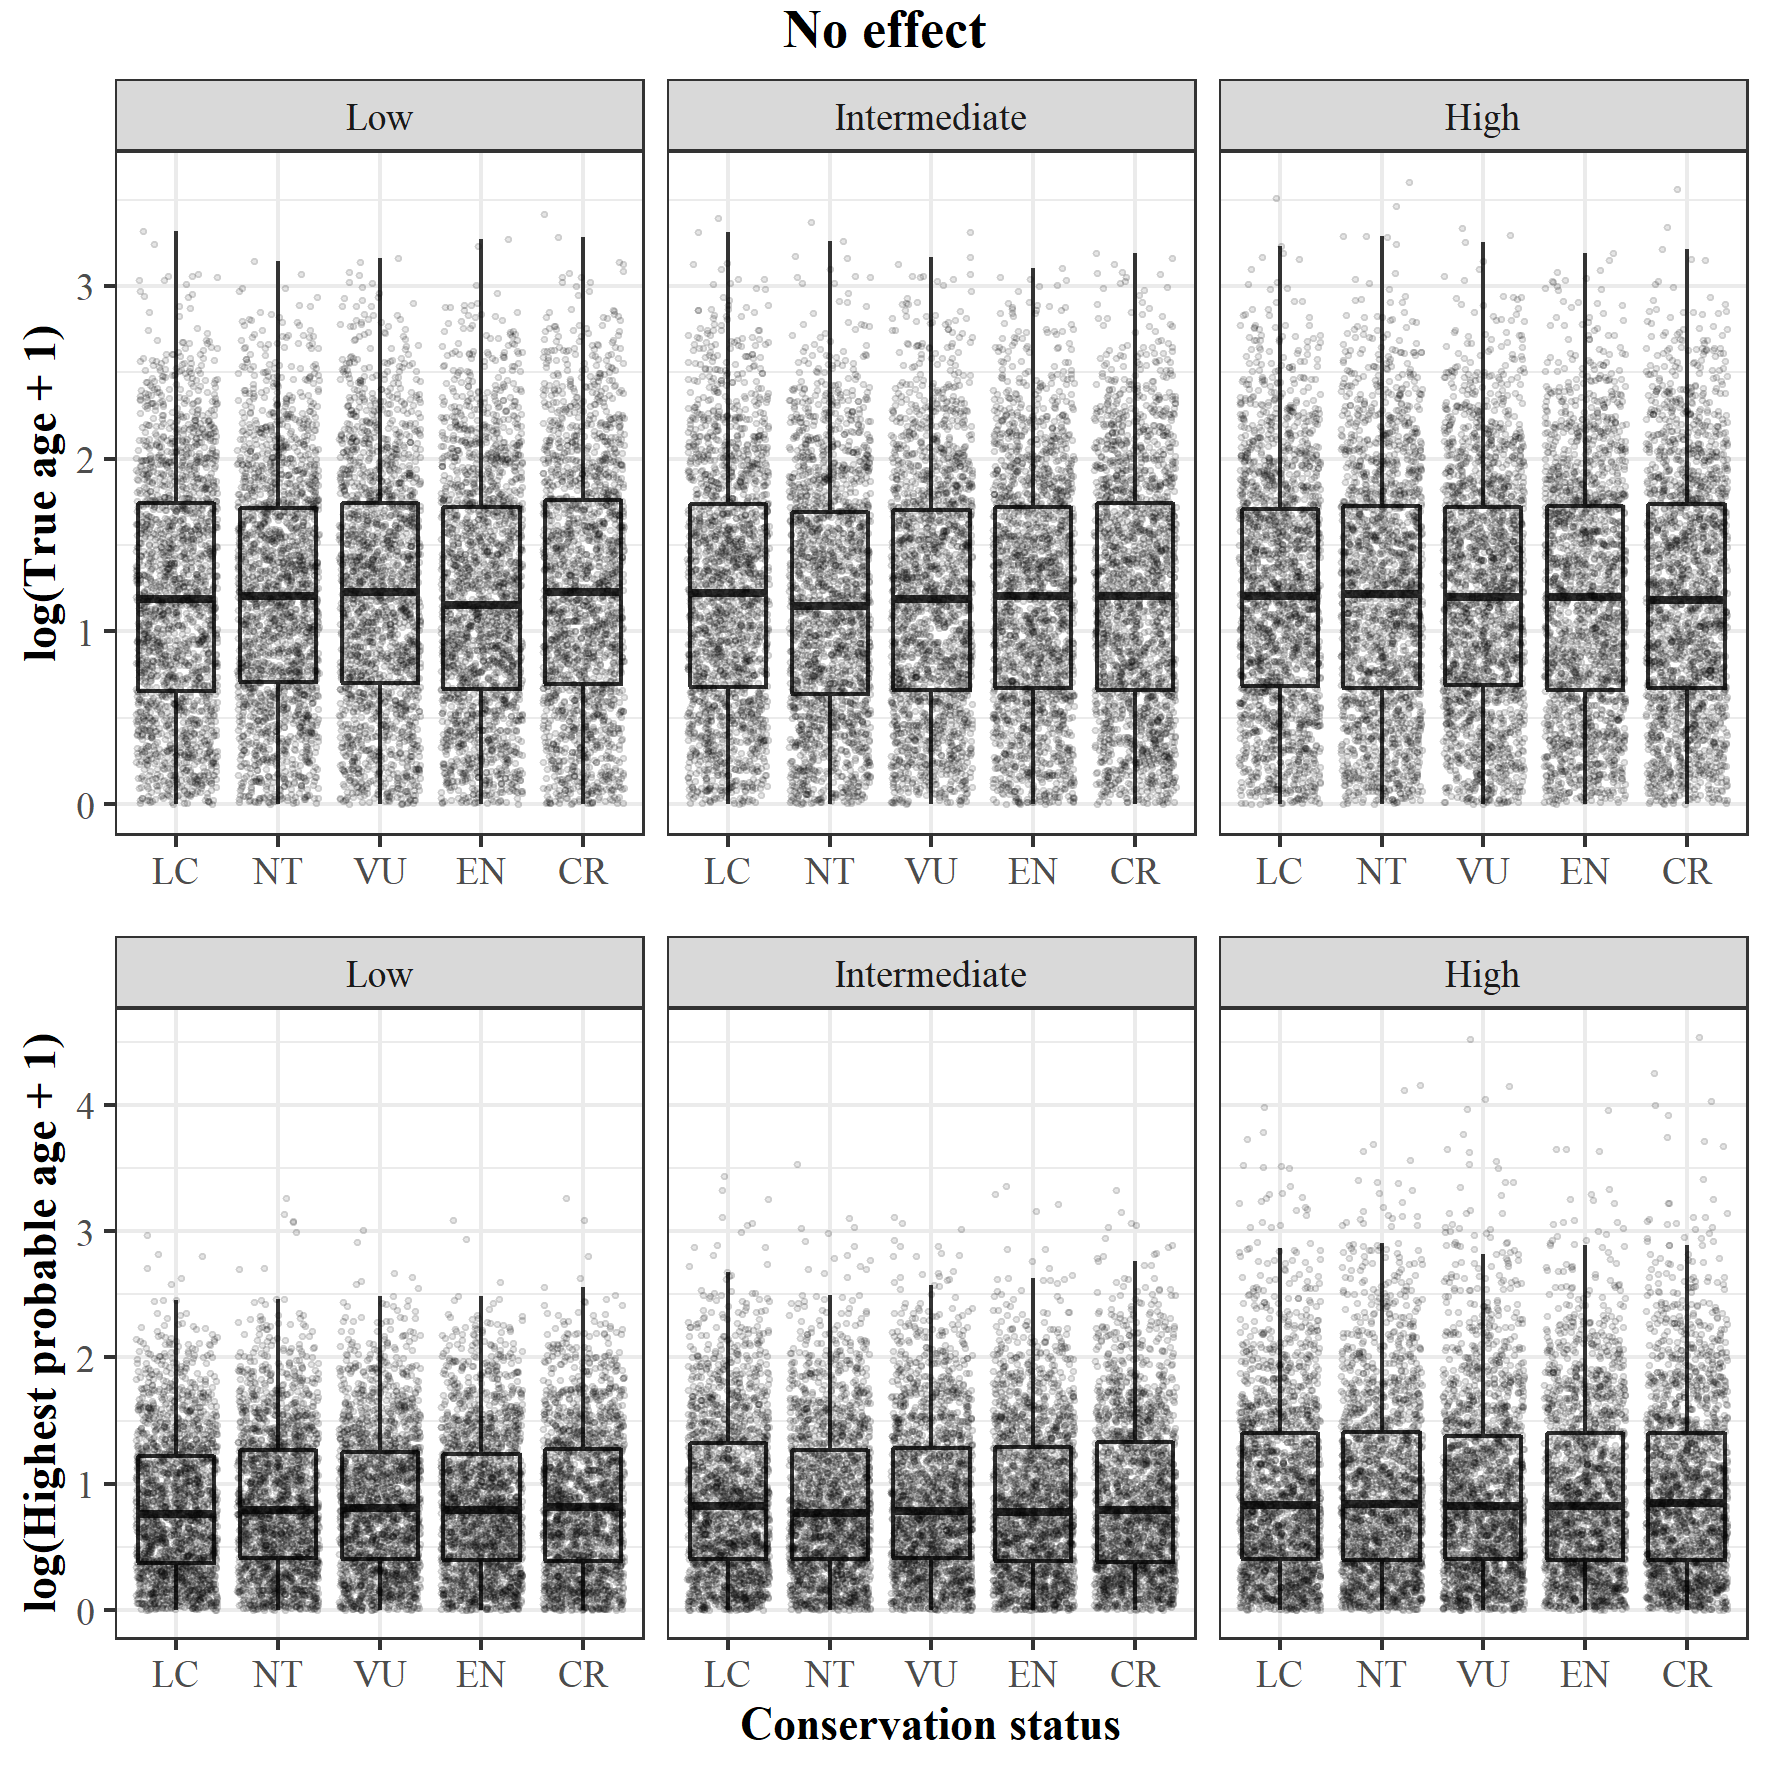 No effect
Low Intermediate High
log(True age + 1)
3
2
1
0
LC NT VU EN CR LC NT VU EN CR LC NT VU EN CR
Low Intermediate High
log(Highest probable age + 1)
4
3
2
1
0
LC NT VU EN CR LC NT VU EN CR LC NT VU EN CR
Conservation status